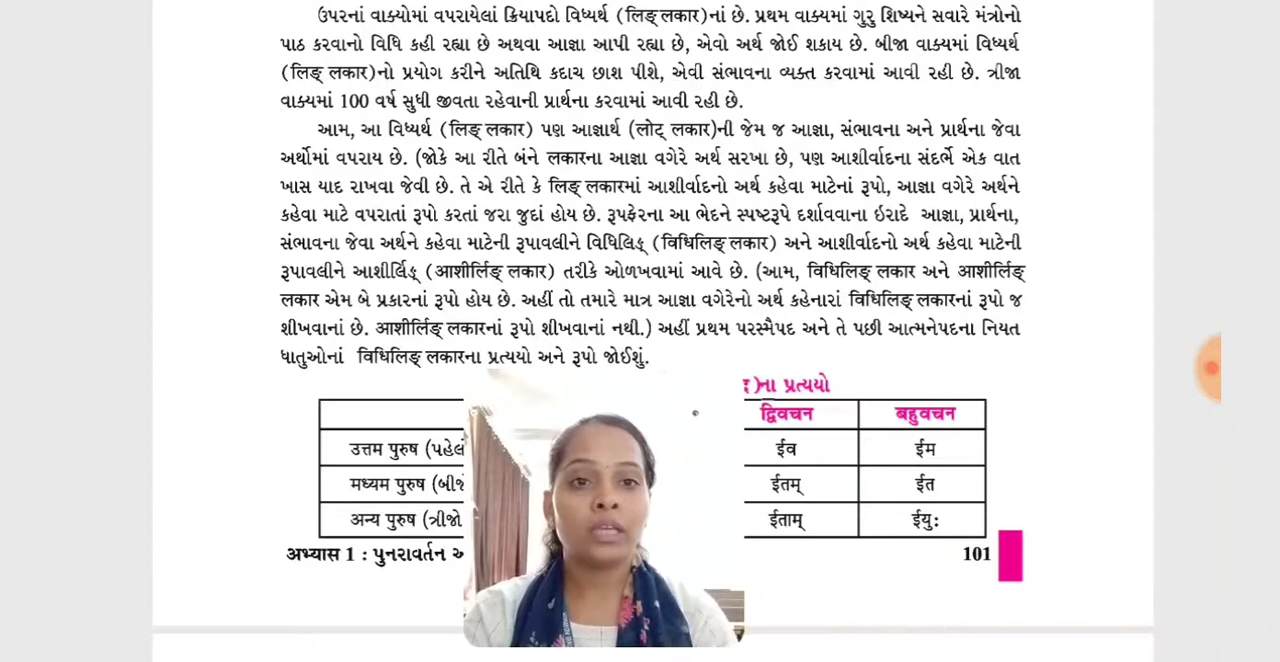 ઉપરનાં વાક્યોમાં વપરાયેલાં ક્રિયાપદો વિધ્યર્થ (લિङ્ લકાર)નાં છે. પ્રથમ વાક્યમાં ગુરુ શિષ્યને સવારે મંત્રોનો
પાઠ કરવાનો વિધિ કહી રહ્યા છે અથવા આજ્ઞા આપી રહ્યા છે, એવો અર્થ જોઈ શકાય છે. બીજા વાક્યમાં વિધ્યર્થ
(લિङ્ લકાર)નો પ્રયોગ કરીને અતિથિ કદાચ છાશ પીશે, એવી સંભાવના વ્યક્ત કરવામાં આવી રહી છે. ત્રીજા
વાક્યમાં 100 વર્ષ સુધી જીવતા રહેવાની પ્રાર્થના કરવામાં આવી રહી છે.
આમ, આ વિધ્યર્થ (લિङ્ લકાર) પણ આજ્ઞાર્થ (લોટ્ લકાર)ની જેમ જ આજ્ઞા, સંભાવના અને પ્રાર્થના જેવા
અર્થોમાં વપરાય છે. (જોકે આ રીતે બંને લકારના આજ્ઞા વગેરે અર્થ સરખા છે, પણ આશીર્વાદના સંદર્ભે એક વાત
ખાસ યાદ રાખવા જેવી છે. તે એ રીતે કે લિङ્ લકારમાં આશીર્વાદનો અર્થ કહેવા માટેનાં રૂપો, આજ્ઞા વગેરે અર્થને
કહેવા માટે વપરાતાં રૂપો કરતાં જરા જુદાં હોય છે. રૂપફેરના આ ભેદને સ્પષ્ટરૂપે દર્શાવવાના ઇરાદે આજ્ઞા, પ્રાર્થના,
સંભાવના જેવા અર્થને કહેવા માટેની રૂપાવલીને વિધિલિઙ્ (વિધિલિઙ્ લકાર) અને આશીર્વાદનો અર્થ કહેવા માટેની
રૂપાવલીને આશીર્લિઙ્ (આશીર્લિઙ્ લકાર) તરીકે ઓળખવામાં આવે છે. (આમ, વિધિલિઙ્ લકાર અને આશીર્લિઙ્
લકાર એમ બે પ્રકારનાં રૂપો હોય છે. અહીં તો તમારે માત્ર આજ્ઞા વગેરેનો અર્થ કહેનારાં વિધિલિઙ્ લકારનાં રૂપો જ
શીખવાનાં છે. આશીર્લિઙ્ લકારનાં રૂપો શીખવાનાં નથી.) અહીં પ્રથમ પરસ્મૈપદ અને તે પછી આત્મનેપદના નિયત
ધાતુઓનાં વિધિલિઙ્ લકારના પ્રત્યયો અને રૂપો જોઈશું.
)ના પ્રત્યયો
द्विवचन बहुवचन
उत्तम पुरुष (પહેલ ईव ईम
मध्यम पुरुष (બીજ ईतम् ईत
अन्य पुरुष (ત્રીજો ईताम् ईयुः
અભ્યાસ 1 : પુનરાવર્તન અ 101